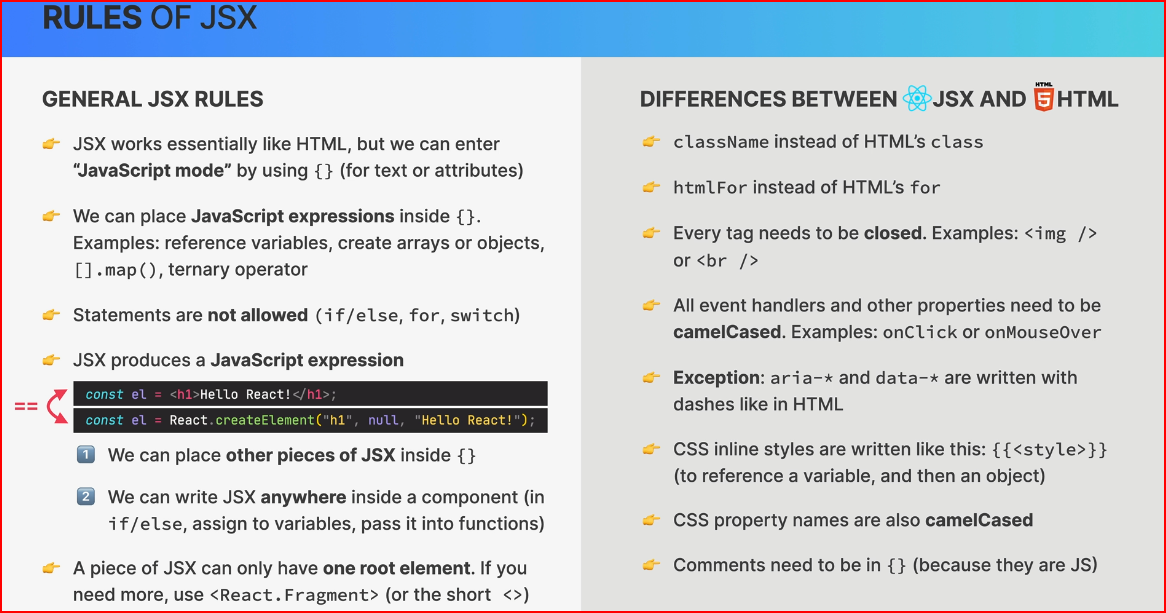 RULES OF JSX
GENERAL JSX RULES
JSX works essentially like HTML, but we can enter
“JavaScript mode” by using {} (for text or attributes)
We can place JavaScript expressions inside {}.
Examples: reference variables, create arrays or objects,
[].map(), ternary operator
Statements are not allowed (if/else, for, switch)
JSX produces a JavaScript expression
==
const el = <h1>Hello React!</h1>;
const el = React.createElement("h1", null, "Hello React!");
1 We can place other pieces of JSX inside {}
2 We can write JSX anywhere inside a component (in
if/else, assign to variables, pass it into functions)
A piece of JSX can only have one root element. If you
need more, use <React.Fragment> (or the short <>)
DIFFERENCES BETWEEN JSX AND HTML 5 HTML
className instead of HTML’s class
htmlFor instead of HTML’s for
Every tag needs to be closed. Examples: <img />
or <br />
All event handlers and other properties need to be
camelCased. Examples: onClick or onMouseOver
Exception: aria-* and data-* are written with
dashes like in HTML
CSS inline styles are written like this: {{<style>}}
(to reference a variable, and then an object)
CSS property names are also camelCased
Comments need to be in {} (because they are JS)